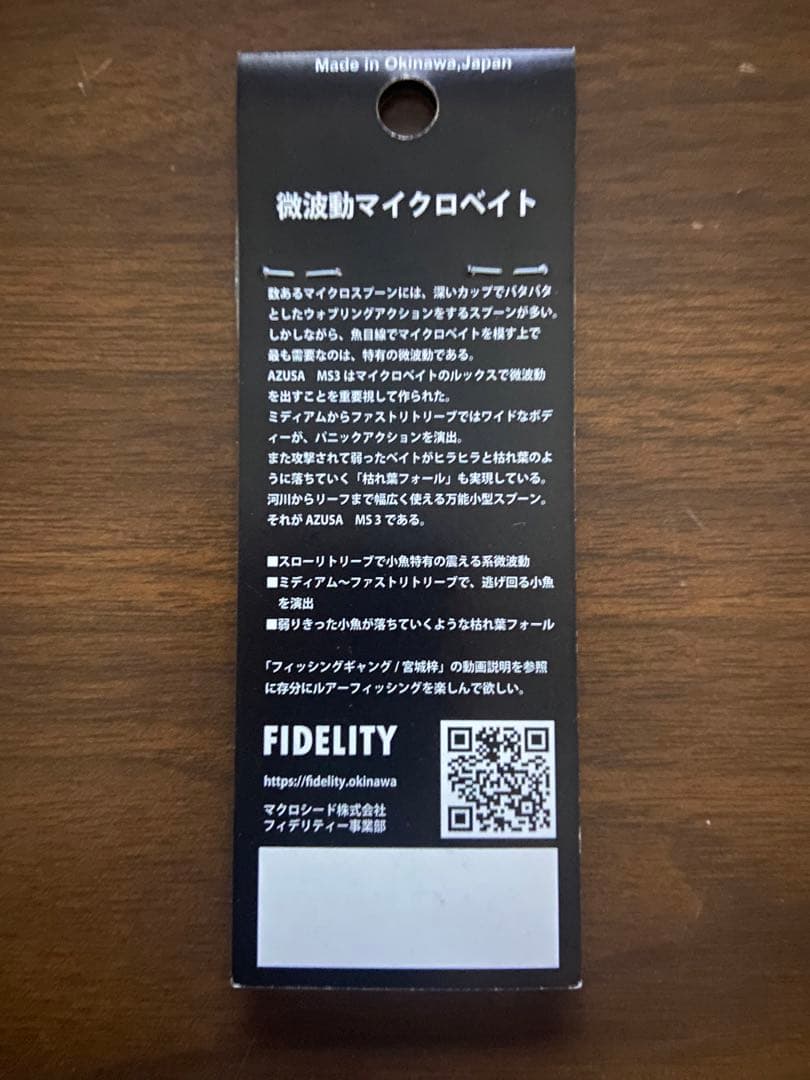 Made in Okinawa,Japan
微波動マイクロベイト
数あるマイクロスプーンには、深いカップでバタバタ
としたウォブリングアクションをするスプーンが多い。
しかしながら、魚目線でマイクロベイトを模す上で
最も需要なのは、特有の微波動である。
AZUSA　MS3 はマイクロベイトのルックスで微波動
を出すことを重要視して作られた。
ミディアムからファストリトリーブではワイドなボデ
ィーが、パニックアクションを演出。
また攻撃されて弱ったベイトがヒラヒラと枯れ葉のよ
うに落ちていく「枯れ葉フォール」も実現している。
河川からリーフまで幅広く使える万能小型スプーン。
それが AZUSA　MS 3 である。
■スローリトリーブで小魚特有の震える系微波動
■ミディアム〜ファストリトリーブで、逃げ回る小魚
を演出
■弱りきった小魚が落ちていくような枯れ葉フォール
「フィッシングギャング / 宮城梓」の動画説明を参照
に存分にルアーフィッシングを楽しんで欲しい。
FIDELITY
https://fidelity.okinawa
マクロシード株式会社
フィデリティー事業部